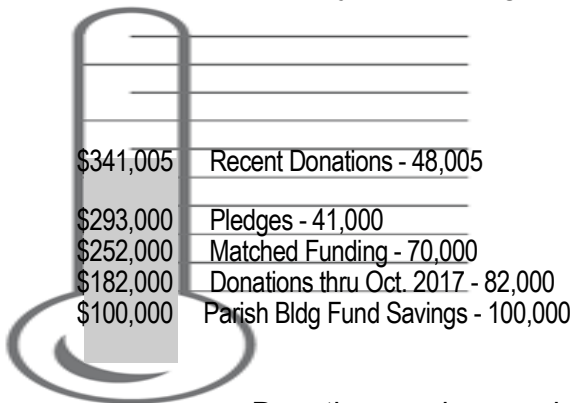 $341,005 Recent Donations - 48,005
$293,000 Pledges - 41,000
$252,000 Matched Funding - 70,000
$182,000 Donations thru Oct. 2017 - 82,000
$100,000 Parish Bldg Fund Savings - 100,000